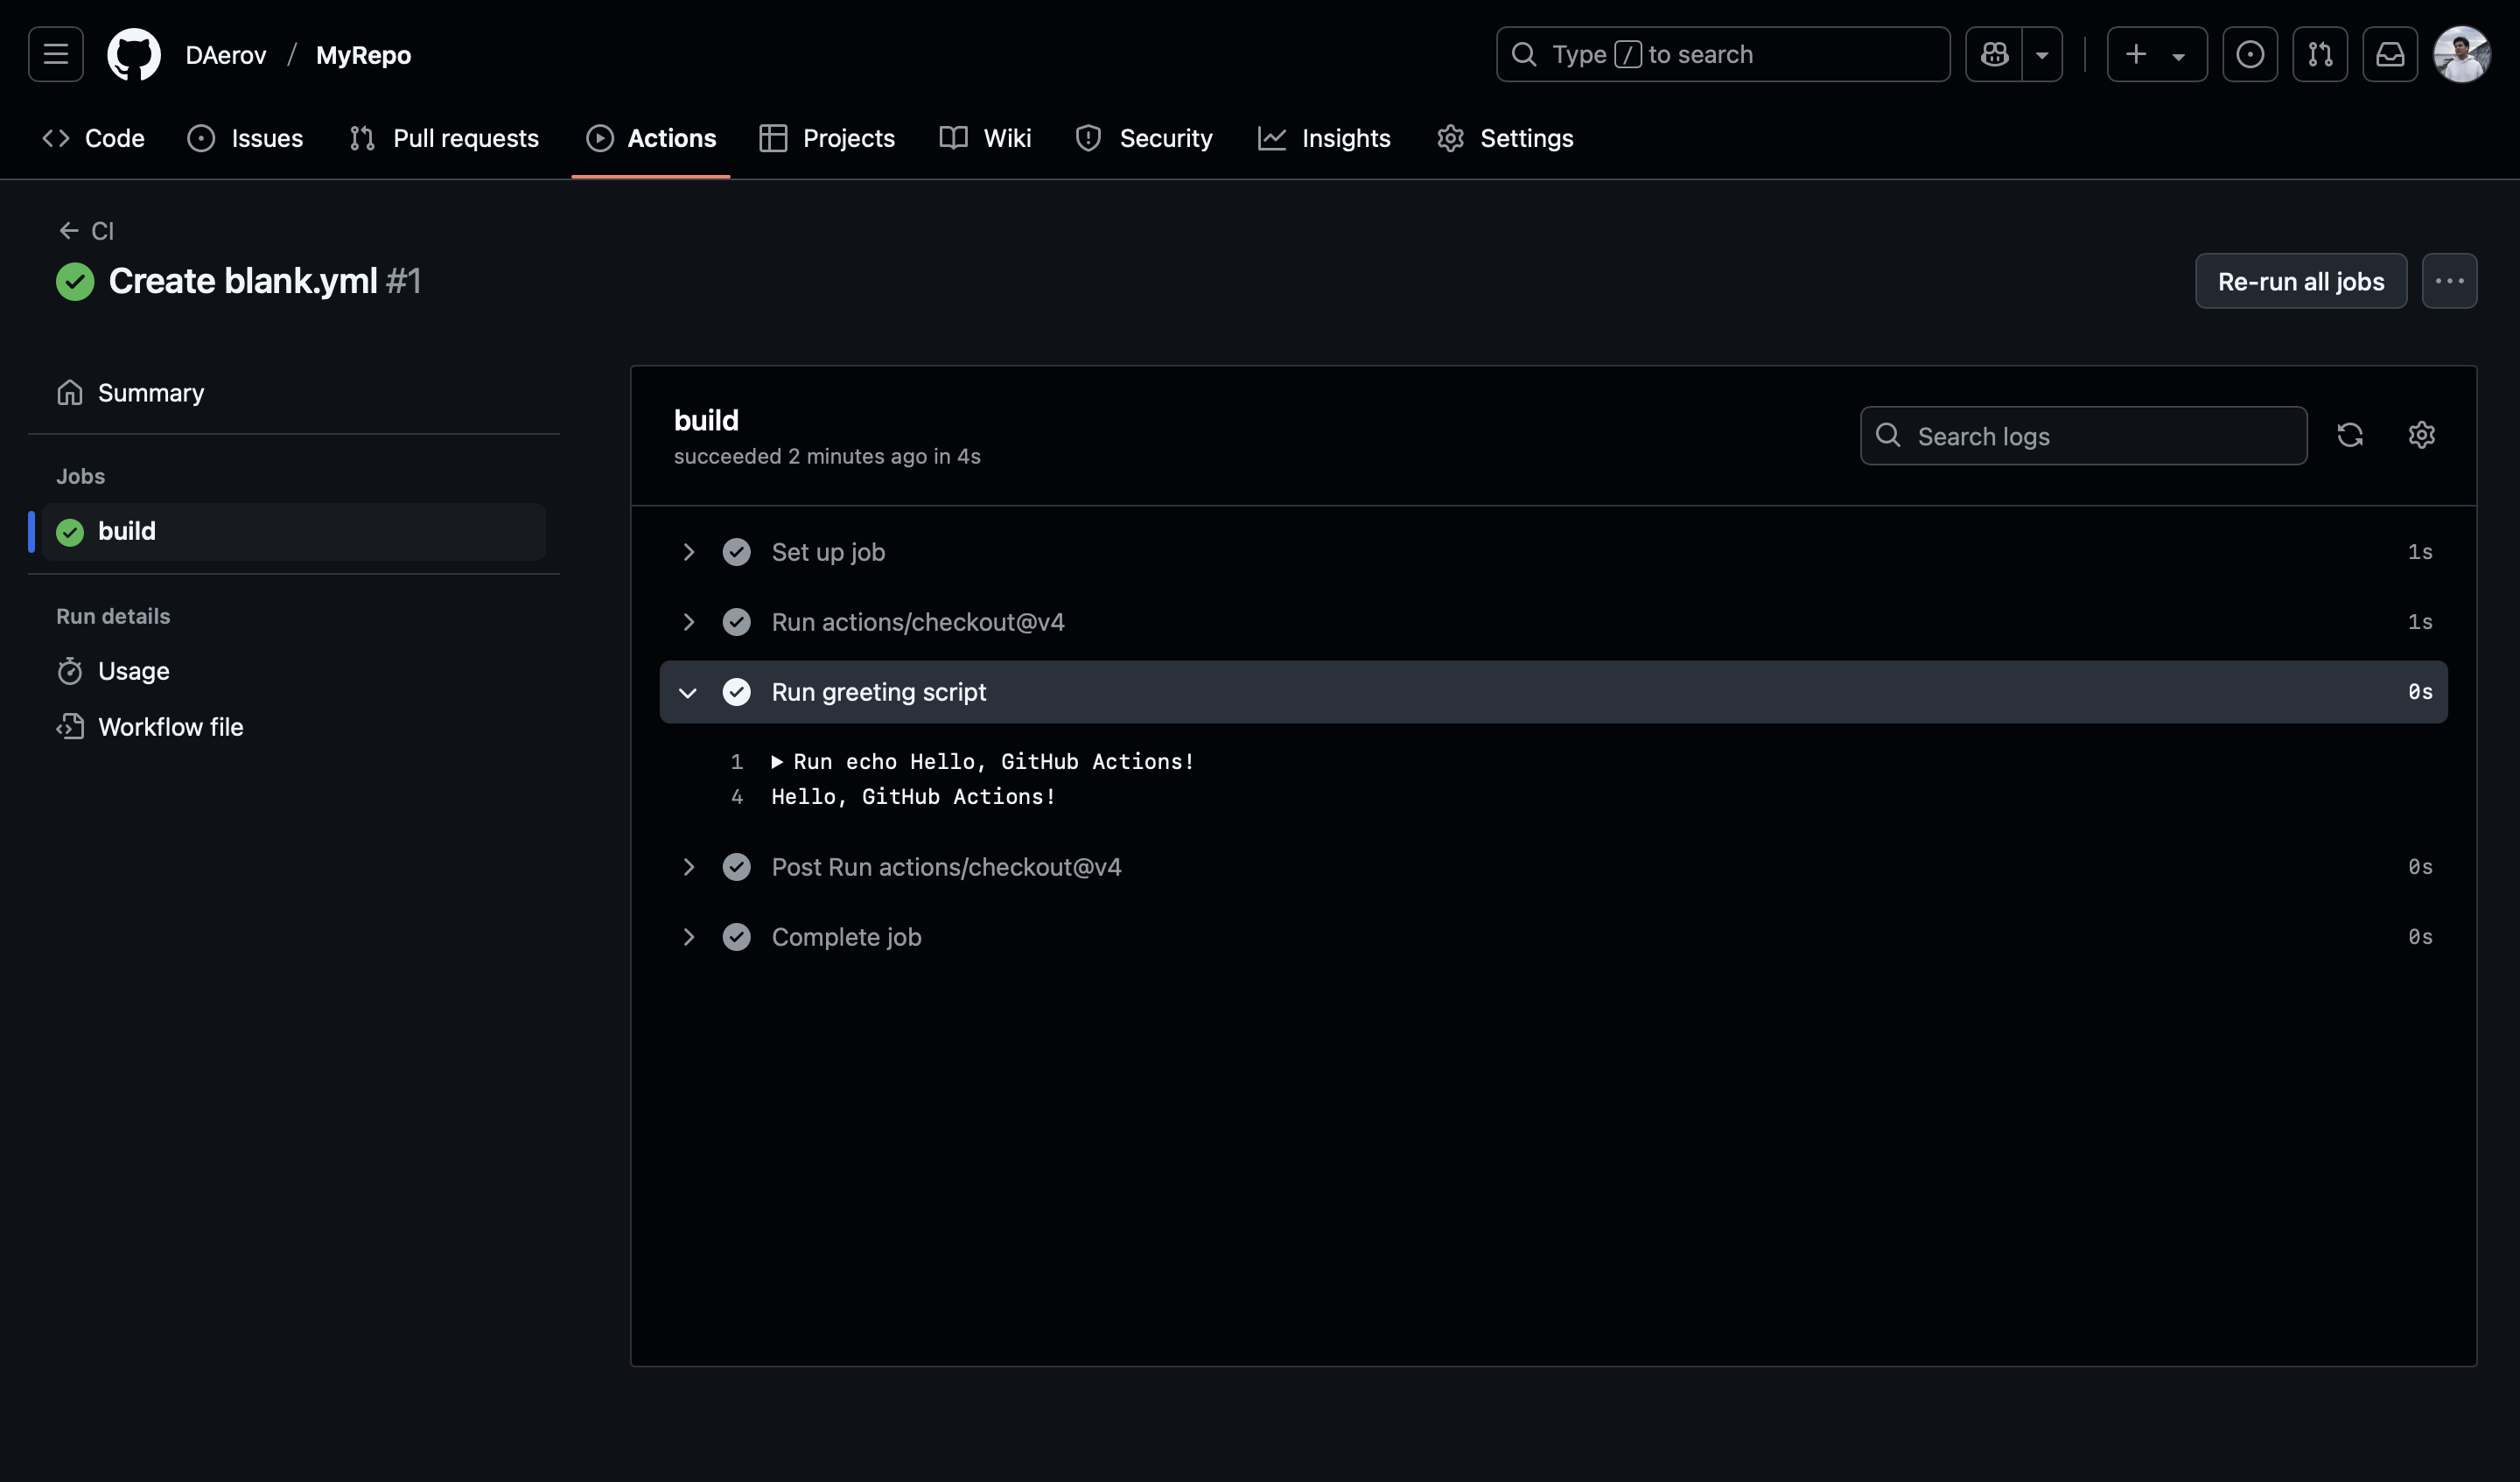 DAerov / MyRepo
Type / to search
Code Issues Pull requests Actions Projects Wiki Security Insights Settings
CI
Create blank.yml #1
Re-run all jobs
Summary
Jobs
build
Run details
Usage
Workflow file
build
succeeded 2 minutes ago in 4s
Search logs
Set up job 1s
Run actions/checkout@v4 1s
Run greeting script 0s
1 Run echo Hello, GitHub Actions!
4 Hello, GitHub Actions!
Post Run actions/checkout@v4 0s
Complete job 0s